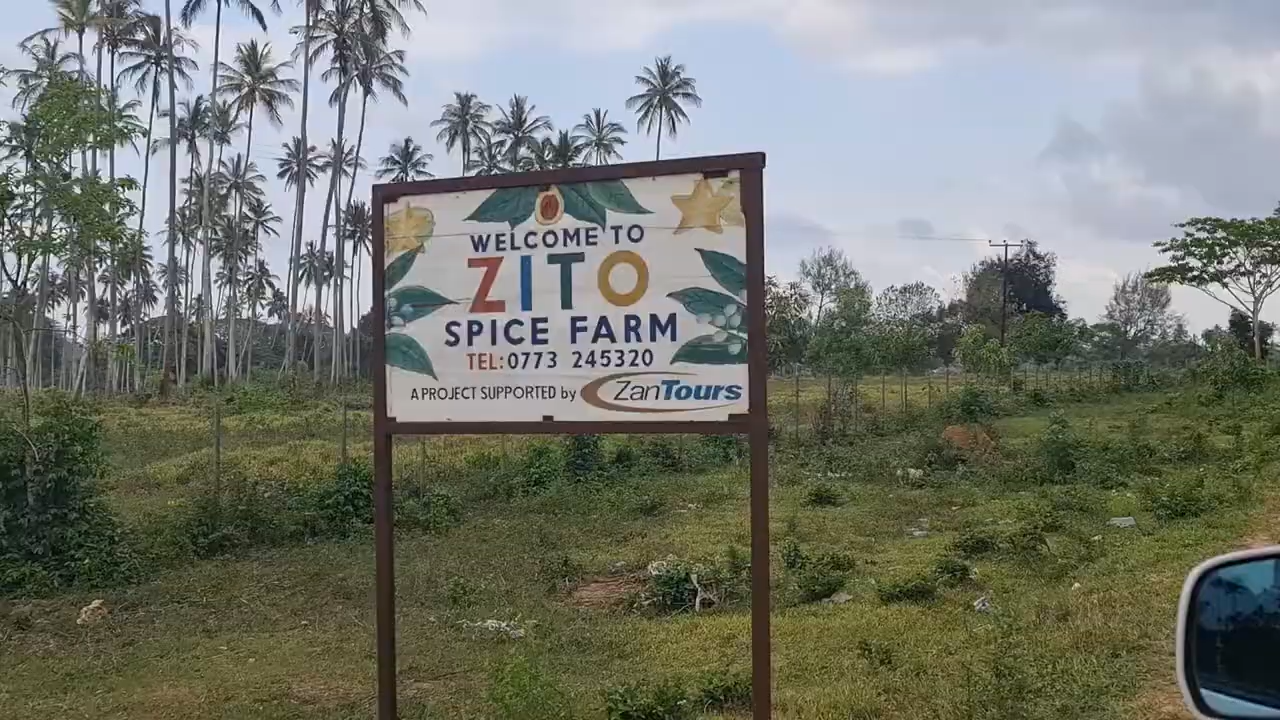 WELCOME TO
ZITO
SPICE FARM
TEL: 0773 245320
A PROJECT SUPPORTED by ZanTours